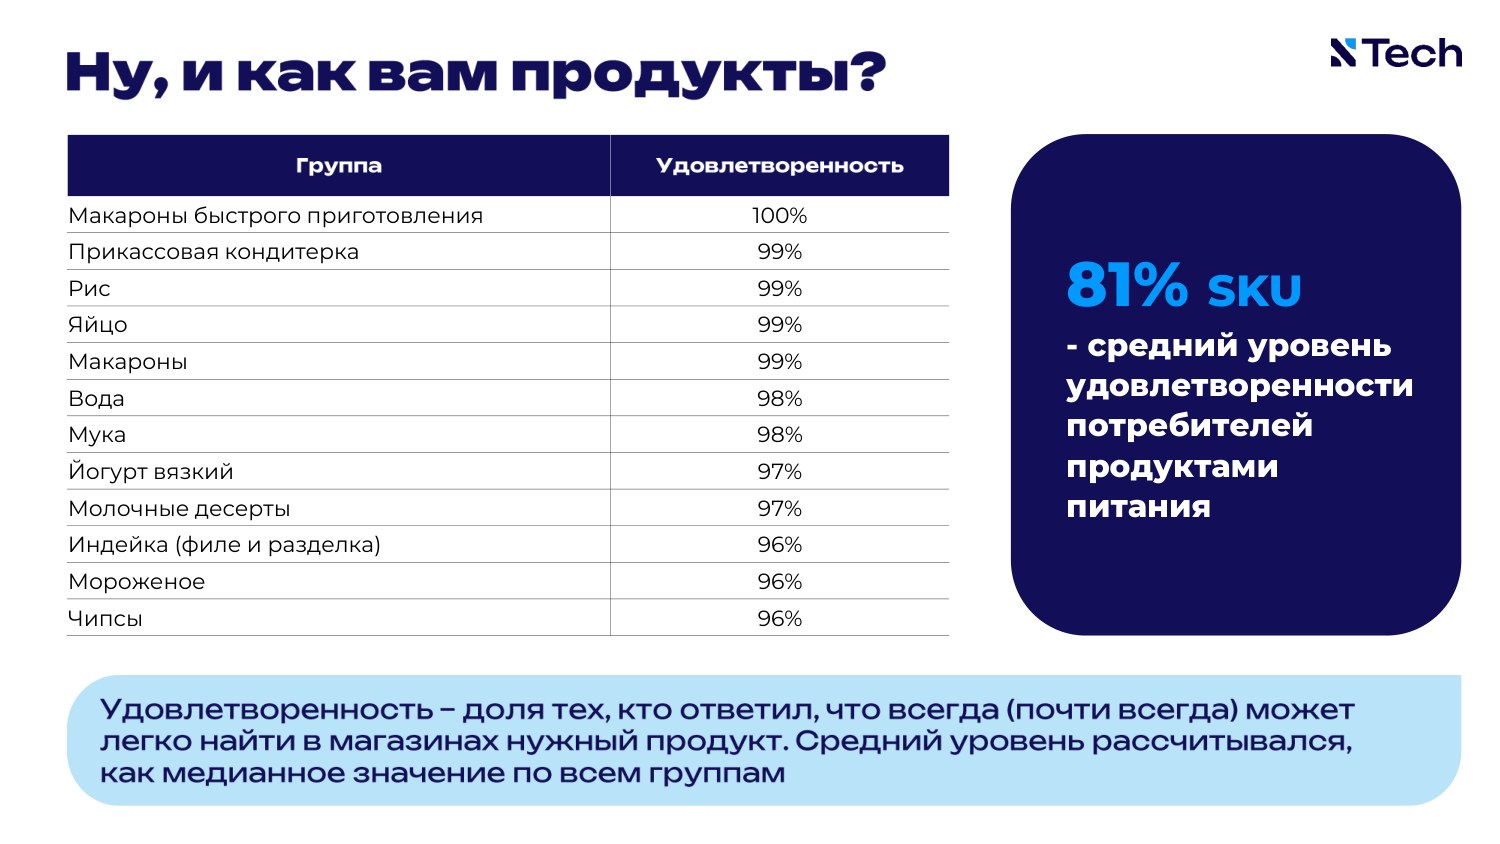 Ну, и как вам продукты?
Tech
Группа Удовлетворенность
Макароны быстрого приготовления 100%
Прикассовая кондитерка 99%
Рис 99%
Яйцо 99%
Макароны 99%
Вода 98%
Мука 98%
Йогурт вязкий 97%
Молочные десерты 97%
Индейка (филе и разделка) 96%
Мороженое 96%
Чипсы 96%
81% SKU
- средний уровень
удовлетворенности
потребителей
продуктами
питания
Удовлетворенность – доля тех, кто ответил, что всегда (почти всегда) может
легко найти в магазинах нужный продукт. Средний уровень рассчитывался,
как медианное значение по всем группам